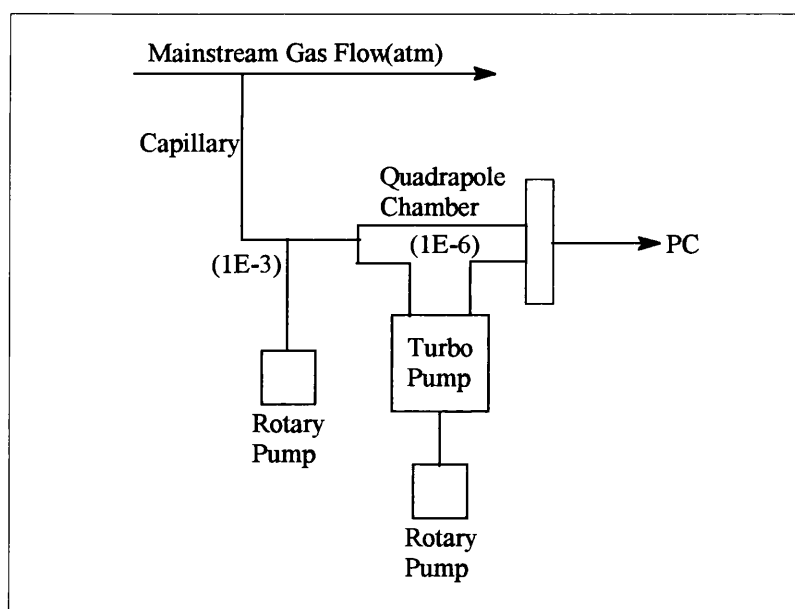 Mainstream Gas Flow(atm)
Capillary
Quadrapole
Chamber
(1E-6)
PC
(1E-3)
Turbo
Pump
Rotary
Pump
Rotary
Pump